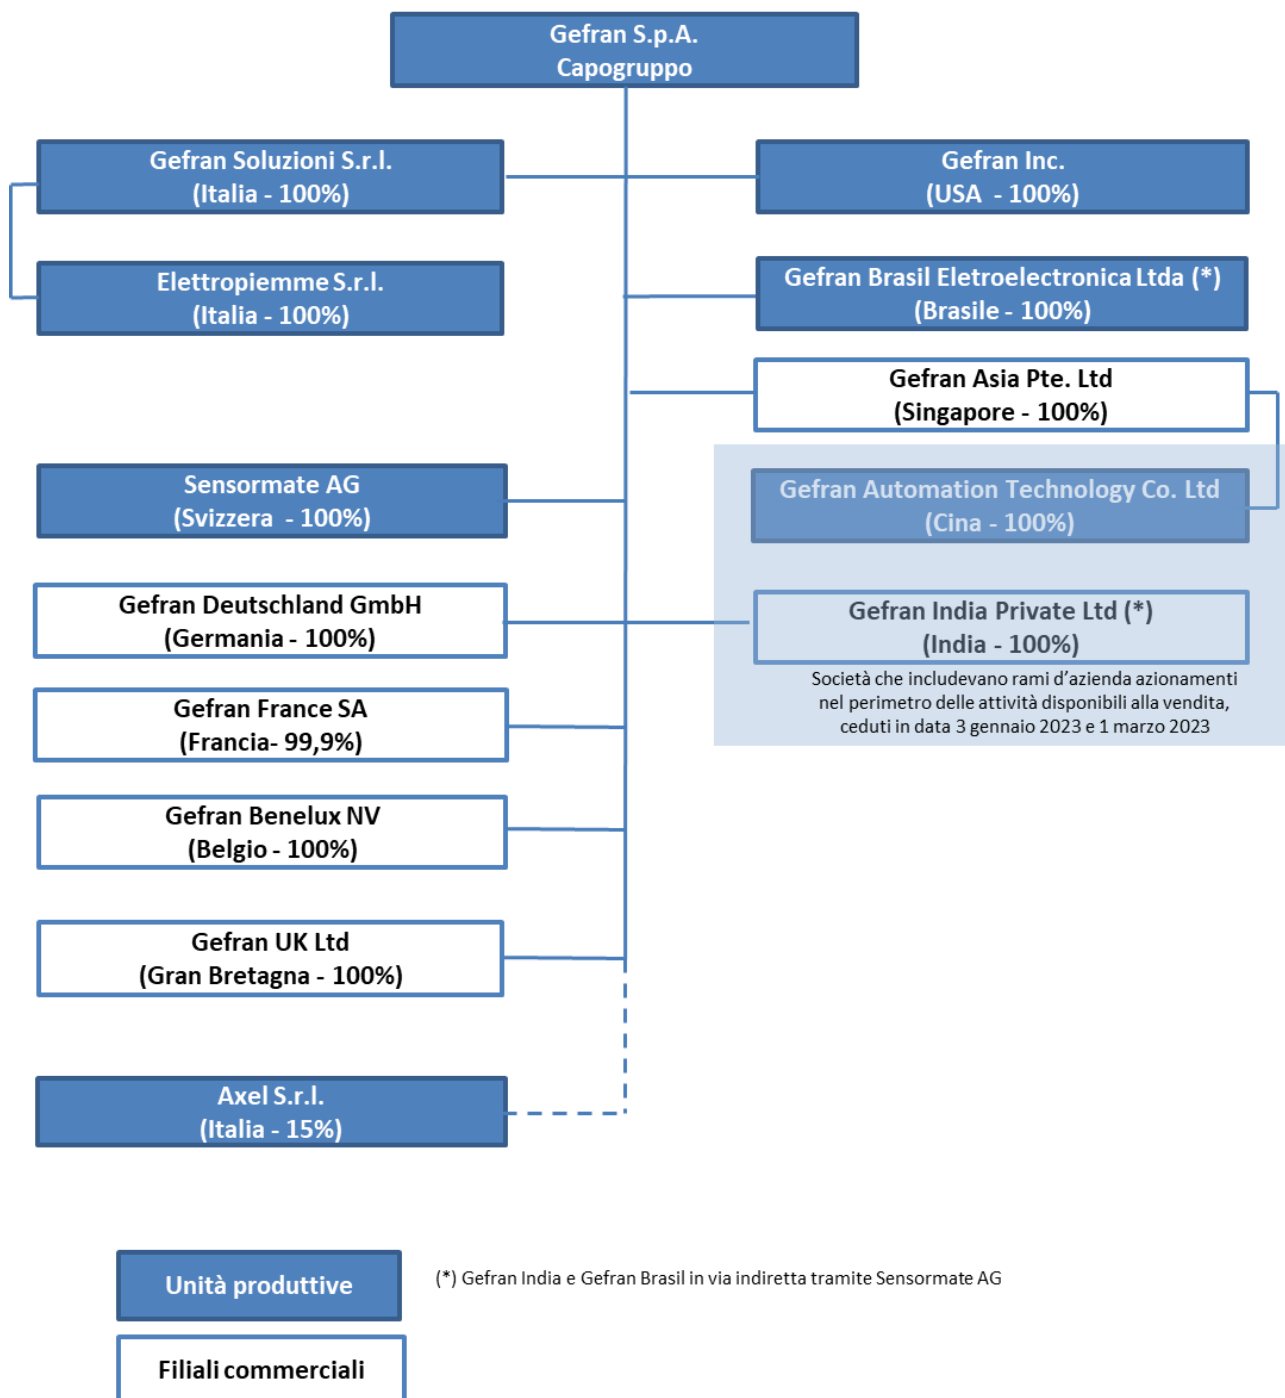 Gefran S.p.A.
Capogruppo
Gefran Soluzioni S.r.l.
(Italia - 100%)
Gefran Inc.
(USA - 100%)
Elettropiemme S.r.l.
(Italia - 100%)
Gefran Brasil Eletroelectronica Ltda (*)
(Brasile - 100%)
Gefran Asia Pte. Ltd
(Singapore - 100%)
Sensormate AG
(Svizzera - 100%)
Gefran Automation Technology Co. Ltd
(Cina - 100%)
Gefran Deutschland GmbH
(Germania - 100%)
Gefran India Private Ltd (*)
(India - 100%)
Società che includevano rami d'azienda azionamenti
nel perimetro delle attività disponibili alla vendita,
ceduti in data 3 gennaio 2023 e 1 marzo 2023
Gefran France SA
(Francia- 99,9%)
Gefran Benelux NV
(Belgio - 100%)
Gefran UK Ltd
(Gran Bretagna - 100%)
Axel S.r.l.
(Italia - 15%)
Unità produttive
(*) Gefran India e Gefran Brasil in via indiretta tramite Sensormate AG
Filiali commerciali